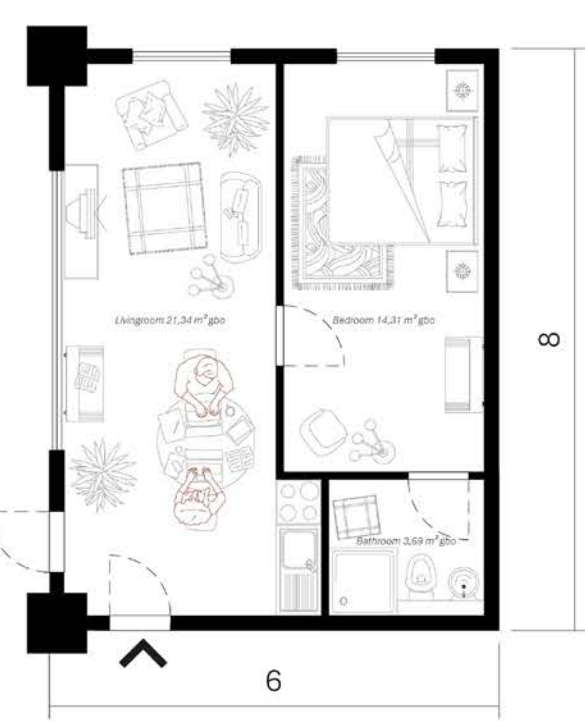 Livingroom 21,34 m² gbo
Bedroom 14,31 m² gbo
8
Bathroom 3,69 m² gbo
6